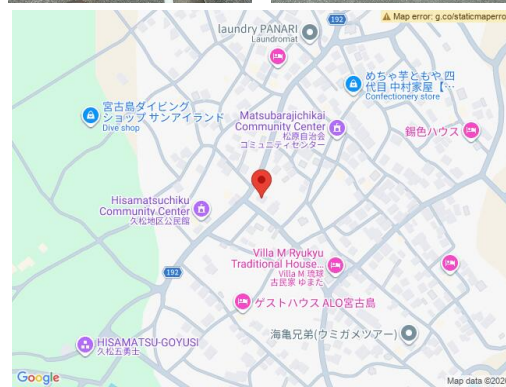 192
Map error: g.co/staticmaperro
laundry PANARI
Laundromat
めちゃ芋ともや 四
代目 中村家屋【…
Confectionery store
宮古島ダイビング
ショップ サンアイランド
Dive shop
Matsubarajichikai
Community Center
松原自治会
コミュニティセンター
錫色ハウス
Hisamatsuchiku
Community Center
久松地区公民館
Villa M Ryukyu
Traditional House...
Villa M 琉球
古民家 ゆまた
192
ゲストハウス ALO宮古島
HISAMATSU-GOYUSI
久松五勇士
海亀兄弟(ウミガメツアー)
Google
Map data ©2026